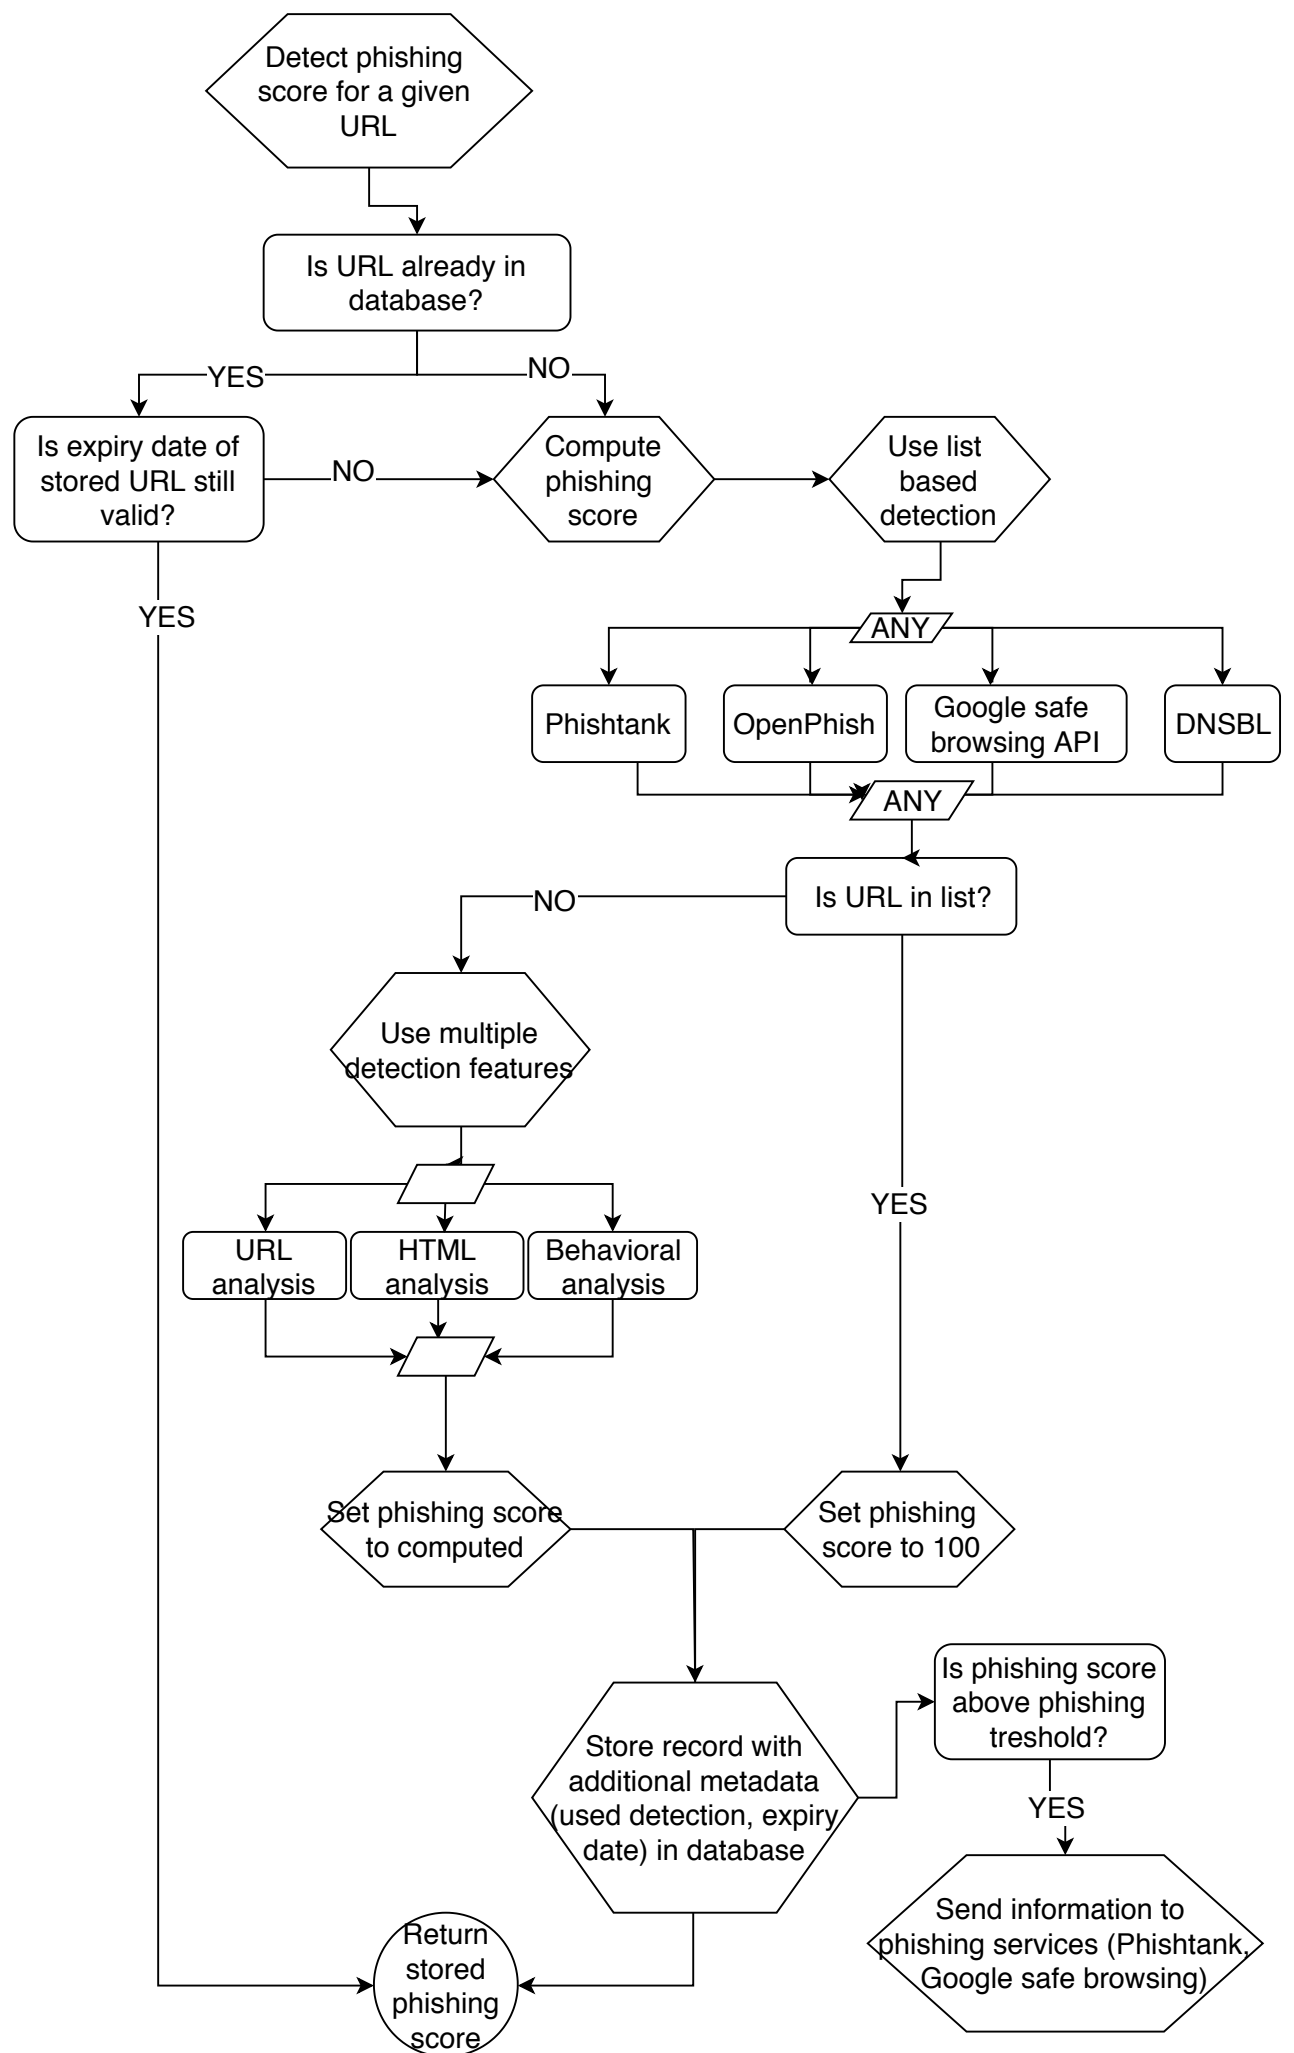 Detect phishing
score for a given
URL
Is URL already in
database?
YES
NO
Is expiry date of
stored URL still
valid?
NO
Compute
phishing
score
Use list
based
detection
YES
ANY
Phishtank
OpenPhish
Google safe
browsing API
DNSBL
ANY
Is URL in list?
NO
Use multiple
detection features
YES
URL
analysis
HTML
analysis
Behavioral
analysis
Set phishing score
to computed
Set phishing
score to 100
Is phishing score
above phishing
treshold?
Store record with
additional metadata
(used detection, expiry
date) in database
YES
Send information to
phishing services (Phishtank,
Google safe browsing)
Return
stored
phishing
score